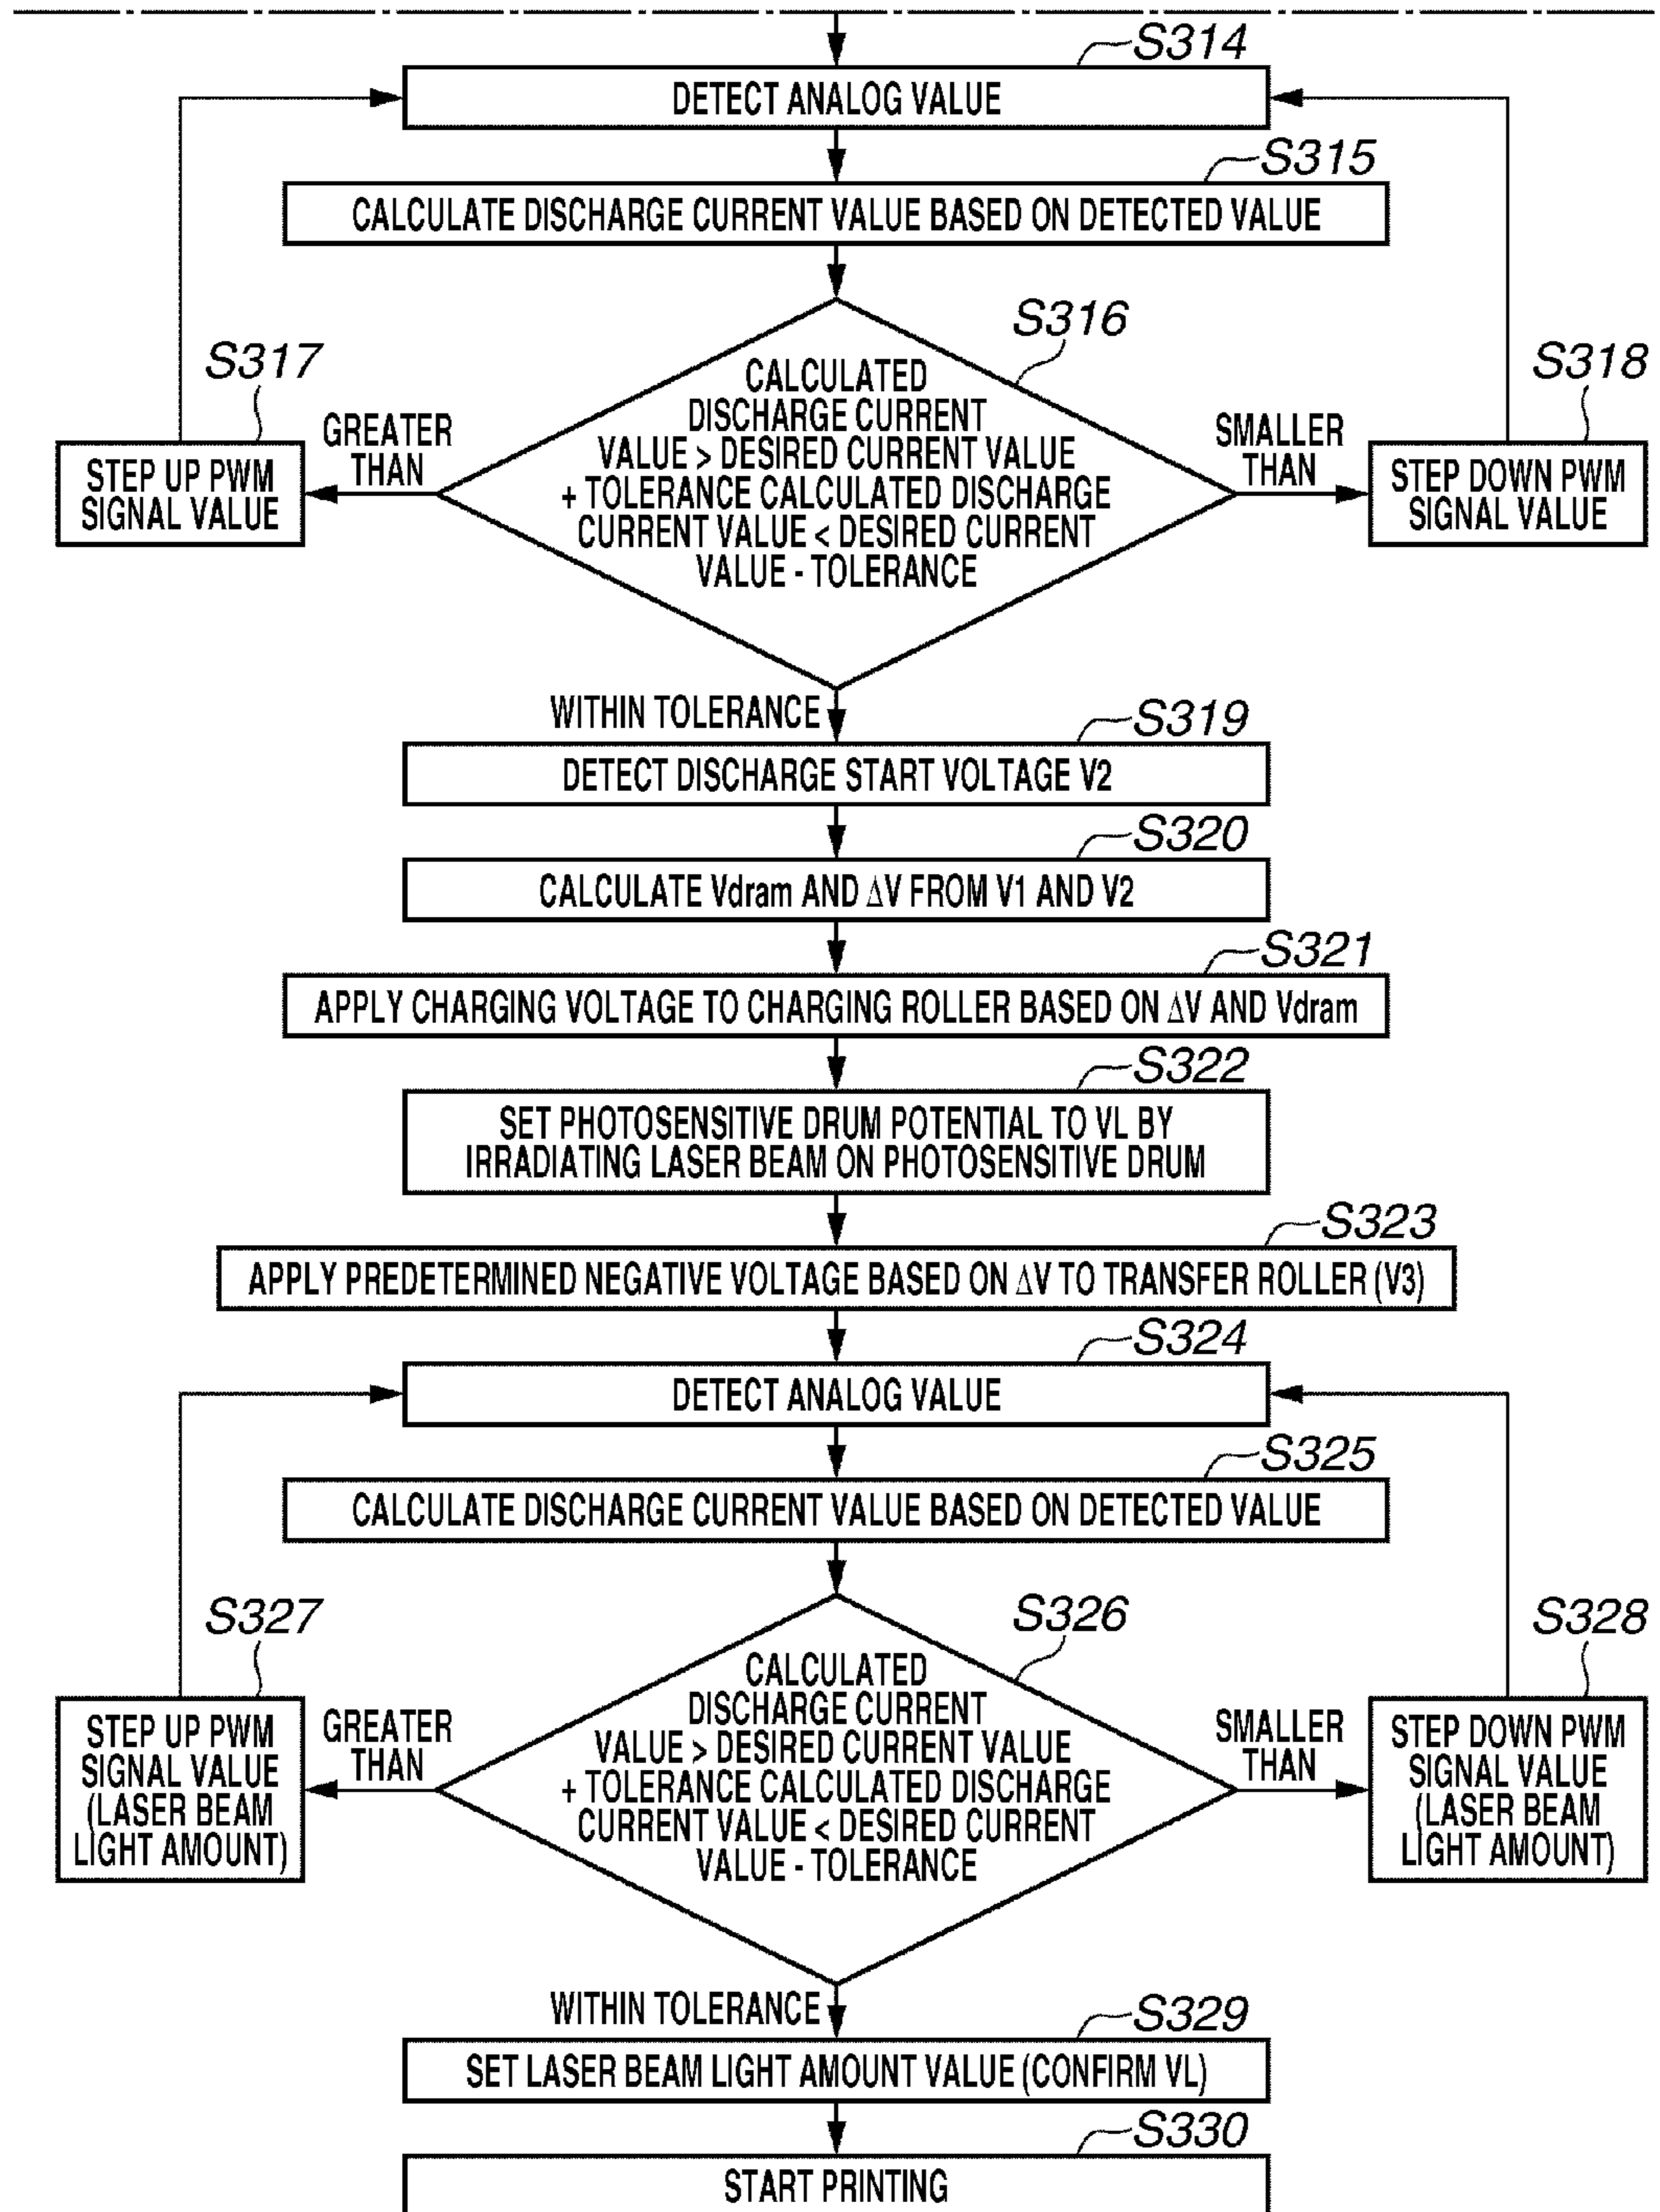 S314
DETECT ANALOG VALUE
S315
CALCULATE DISCHARGE CURRENT VALUE BASED ON DETECTED VALUE
S316
CALCULATED
DISCHARGE CURRENT
VALUE > DESIRED CURRENT VALUE
+ TOLERANCE CALCULATED DISCHARGE
CURRENT VALUE < DESIRED CURRENT
VALUE - TOLERANCE
S317
GREATER
THAN
STEP UP PWM
SIGNAL VALUE
S318
SMALLER
THAN
STEP DOWN PWM
SIGNAL VALUE
WITHIN TOLERANCE
S319
DETECT DISCHARGE START VOLTAGE V2
S320
CALCULATE Vdram AND ΔV FROM V1 AND V2
S321
APPLY CHARGING VOLTAGE TO CHARGING ROLLER BASED ON ΔV AND Vdram
S322
SET PHOTOSENSITIVE DRUM POTENTIAL TO VL BY
IRRADIATING LASER BEAM ON PHOTOSENSITIVE DRUM
S323
APPLY PREDETERMINED NEGATIVE VOLTAGE BASED ON ΔV TO TRANSFER ROLLER (V3)
S324
DETECT ANALOG VALUE
S325
CALCULATE DISCHARGE CURRENT VALUE BASED ON DETECTED VALUE
S326
CALCULATED
DISCHARGE CURRENT
VALUE > DESIRED CURRENT VALUE
+ TOLERANCE CALCULATED DISCHARGE
CURRENT VALUE < DESIRED CURRENT
VALUE - TOLERANCE
S327
GREATER
THAN
STEP UP PWM
SIGNAL VALUE
(LASER BEAM
LIGHT AMOUNT)
S328
SMALLER
THAN
STEP DOWN PWM
SIGNAL VALUE
(LASER BEAM
LIGHT AMOUNT)
WITHIN TOLERANCE
S329
SET LASER BEAM LIGHT AMOUNT VALUE (CONFIRM VL)
S330
START PRINTING